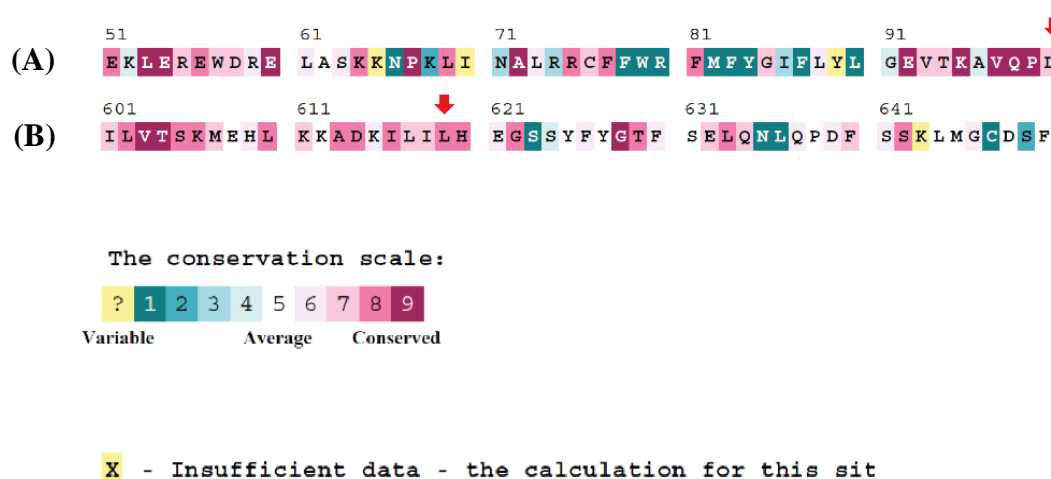 51 61 71 81 91
(A) EKLEREWDRE LASKKNPKLI NALRRCFFWR FMFYGIFLYL GEVTKAVQP
601 611 621 631 641
(B) ILVTSKMEHL KKADKILILH EGSSYFYGTF SELQNLQPDF SSKLMGCDSF
The conservation scale:
? 1 2 3 4 5 6 7 8 9
Variable Average Conserved
X - Insufficient data - the calculation for this sit